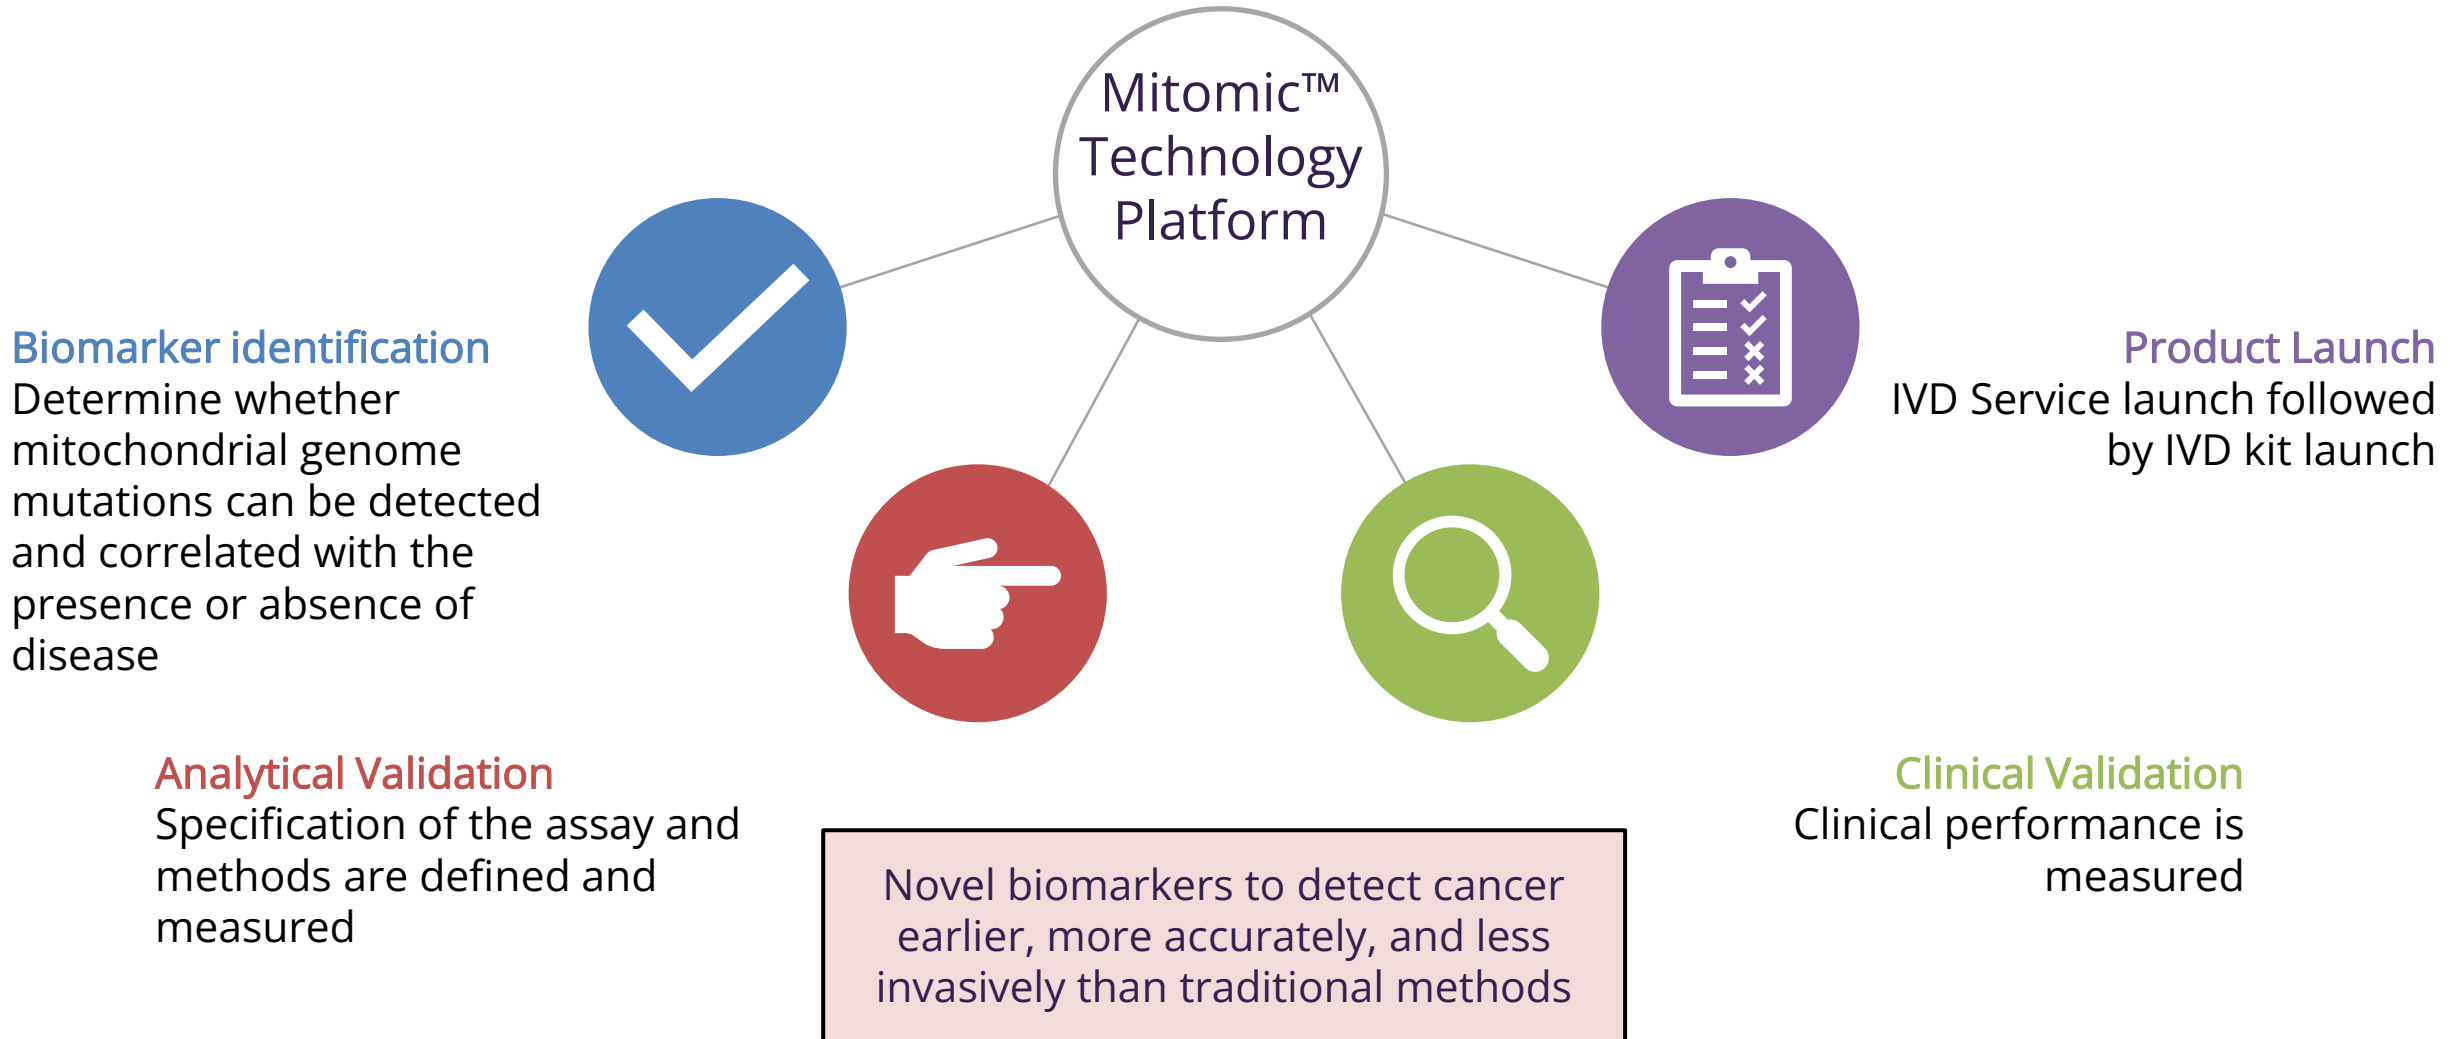 Mitomic™
Technology
Platform
Biomarker identification
Determine whether
mitochondrial genome
mutations can be detected
and correlated with the
presence or absence of
disease
Analytical Validation
Specification of the assay and
methods are defined and
measured
Clinical Validation
Clinical performance is
measured
Product Launch
IVD Service launch followed
by IVD kit launch
Novel biomarkers to detect cancer
earlier, more accurately, and less
invasively than traditional methods